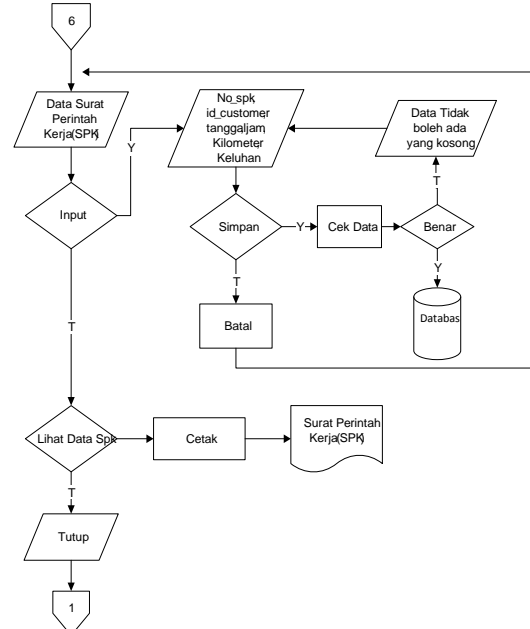 6
Data Surat
Perintah
Kerja(SPK)
No_spk,
id_customer
tanggaljam,
Kilometer,
Keluhan
Data Tidak
boleh ada
yang kosong
Y
Input
Simpan
Y
Cek Data
Benar
T
T
Y
Batal
Databas
T
Lihat Data Spk
Cetak
Surat Perintah
Kerja(SPK)
T
Tutup
1